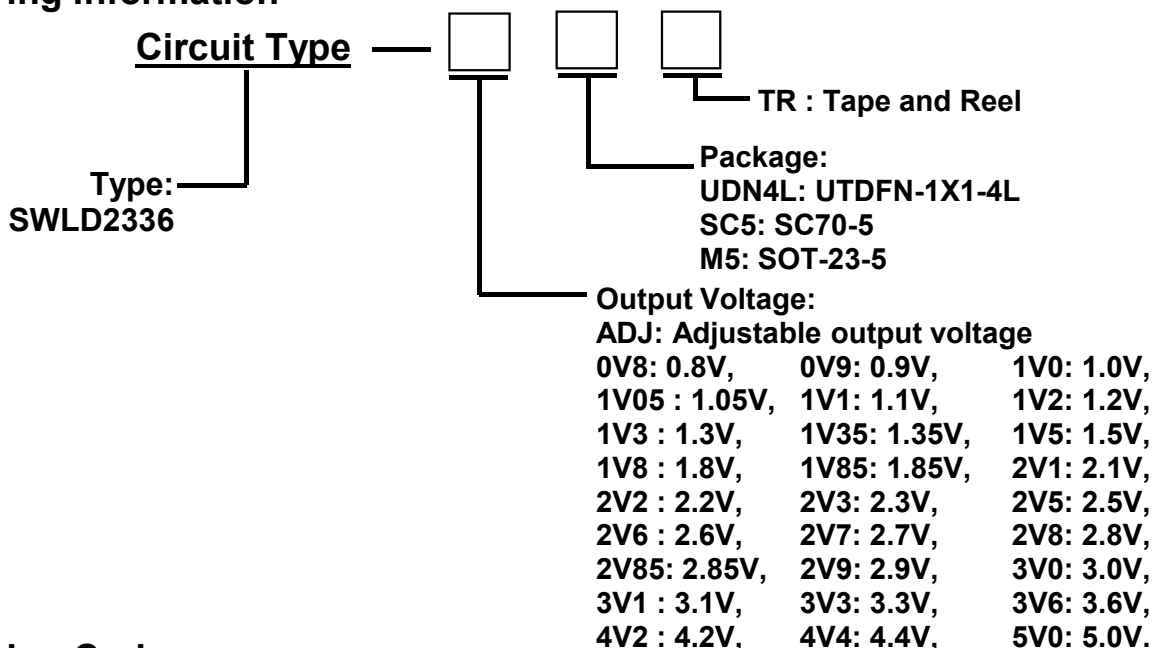 Circuit Type
TR : Tape and Reel
Package:
UDN4L: UTDFN-1X1-4L
SC5: SC70-5
M5: SOT-23-5
Type:
SWLD2336
Output Voltage:
ADJ: Adjustable output voltage
0V8: 0.8V, 0V9: 0.9V, 1V0: 1.0V,
1V05 : 1.05V, 1V1: 1.1V, 1V2: 1.2V,
1V3 : 1.3V, 1V35: 1.35V, 1V5: 1.5V,
1V8 : 1.8V, 1V85: 1.85V, 2V1: 2.1V,
2V2 : 2.2V, 2V3: 2.3V, 2V5: 2.5V,
2V6 : 2.6V, 2V7: 2.7V, 2V8: 2.8V,
2V85: 2.85V, 2V9: 2.9V, 3V0: 3.0V,
3V1 : 3.1V, 3V3: 3.3V, 3V6: 3.6V,
4V2 : 4.2V, 4V4: 4.4V, 5V0: 5.0V.